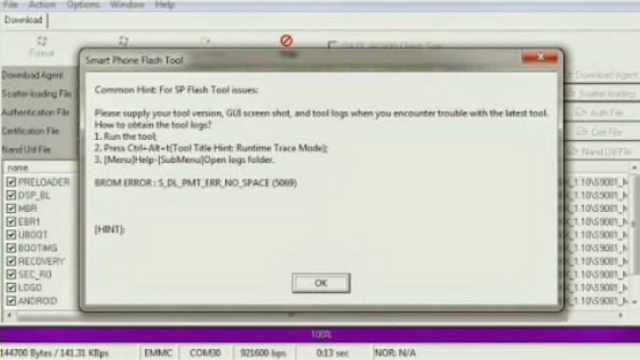 File Action Options Window Help
Download
Format
Smart Phone Flash Tool
Common Hint: For SP Flash Tool issues:
Please supply your tool version, GUI screen shot, and tool logs when you encounter trouble with the latest tool.
How to obtain the tool logs?
1. Run the tool;
2. Press Ctrl+Alt+t(Tool Title Hint: Runtime Trace Mode);
3. [Menu]Help-[SubMenu]Open logs folder.
BROM ERROR : S_DL_PMT_ERR_NO_SPACE (5069)
[HINT]:
OK
Download Agent
Download Agent
Scatter-loading File
Scatter-loading
Authentication File
Auth File
Certification File
Cert File
Nand Util File
Nand Util File
name
PRELOADER
DSP_BL
MBR
EBR1
UBOOT
BOOTIMG
RECOVERY
SEC_RO
LOGO
ANDROID
100%
144700 Bytes / 141.31 KBps EMMC COM30 921600 bps 0:13 sec NOR: N/A